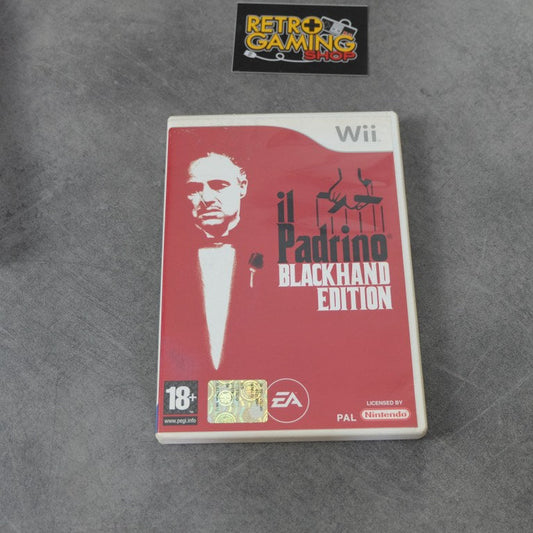 RETRO
GAMING
SHOP
Wii
il
Padrino
BLACKHAND
EDITION
18+
www.pegi.info
EA
PAL
LICENSED BY
Nintendo